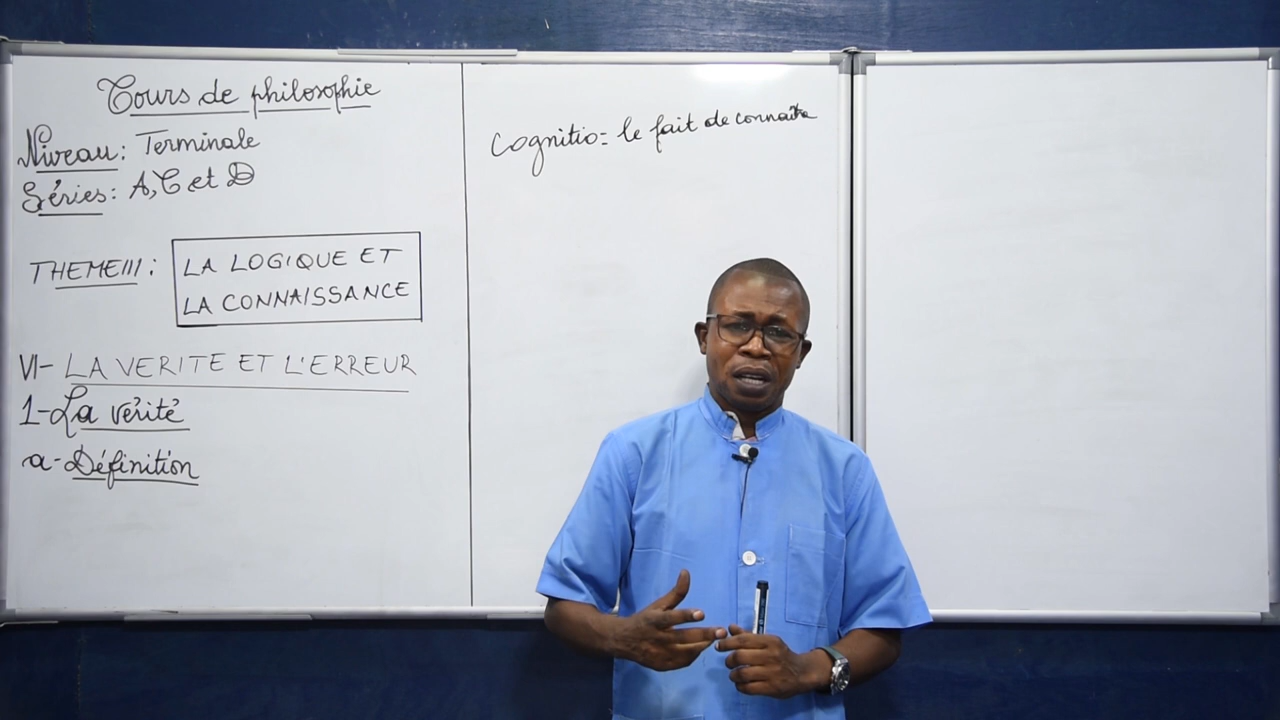 Cours de philosophie
Niveau: Terminale
Séries: A, C et D
THEME III: LA LOGIQUE ET
LA CONNAISSANCE
VI- LA VERITE ET L'ERREUR
1- La vérité
a- Définition
Cognitio = le fait de connaître